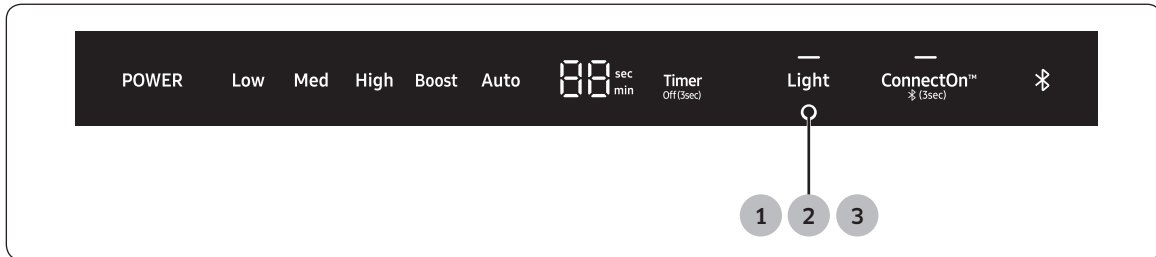 POWER Low Med High Boost Auto 88 sec min Timer Light ConnectOn™
Off(3sec) (3sec)
1 2 3